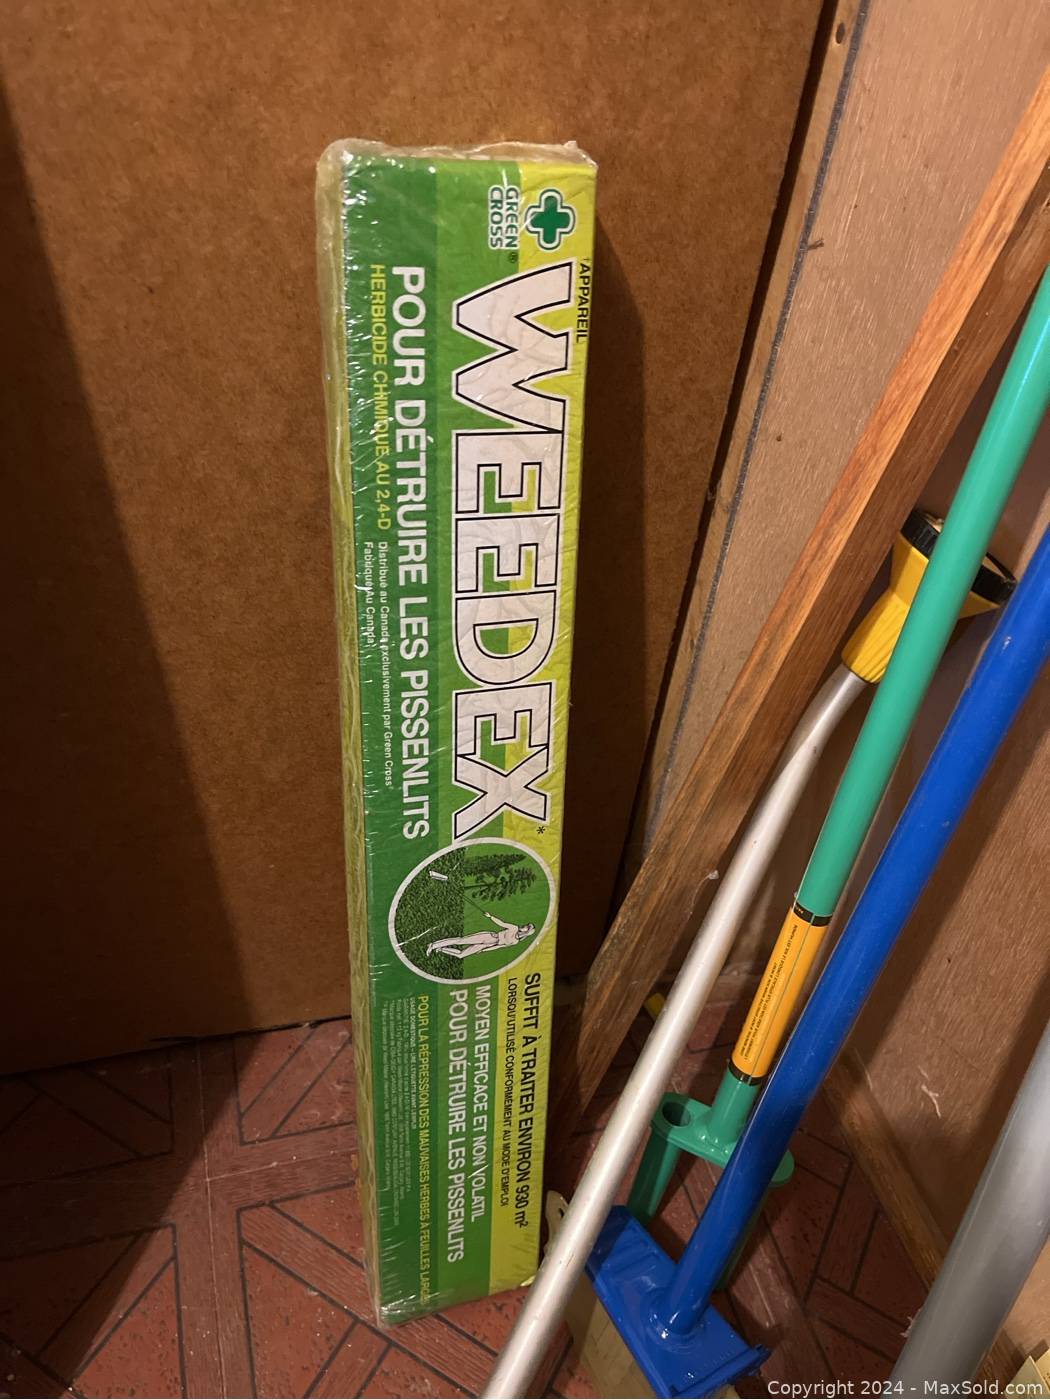 GREEN
CROSS®
†APPAREIL
WEEDEX*
POUR DÉTRUIRE LES PISSENLITS
HERBICIDE CHIMIQUE AU 2,4-D
Distribué au Canada exclusivement par Green Cross
Fabriqué Au Canada
SUFFIT À TRAITER ENVIRON 930 m²
LORSQU'UTILISÉ CONFORMÉMENT AU MODE D'EMPLOI
MOYEN EFFICACE ET NON VOLATIL
POUR DÉTRUIRE LES PISSENLITS
POUR LA RÉPRESSION DES MAUVAISES HERBES À FEUILLES LARGES
Copyright 2024 - MaxSold.com